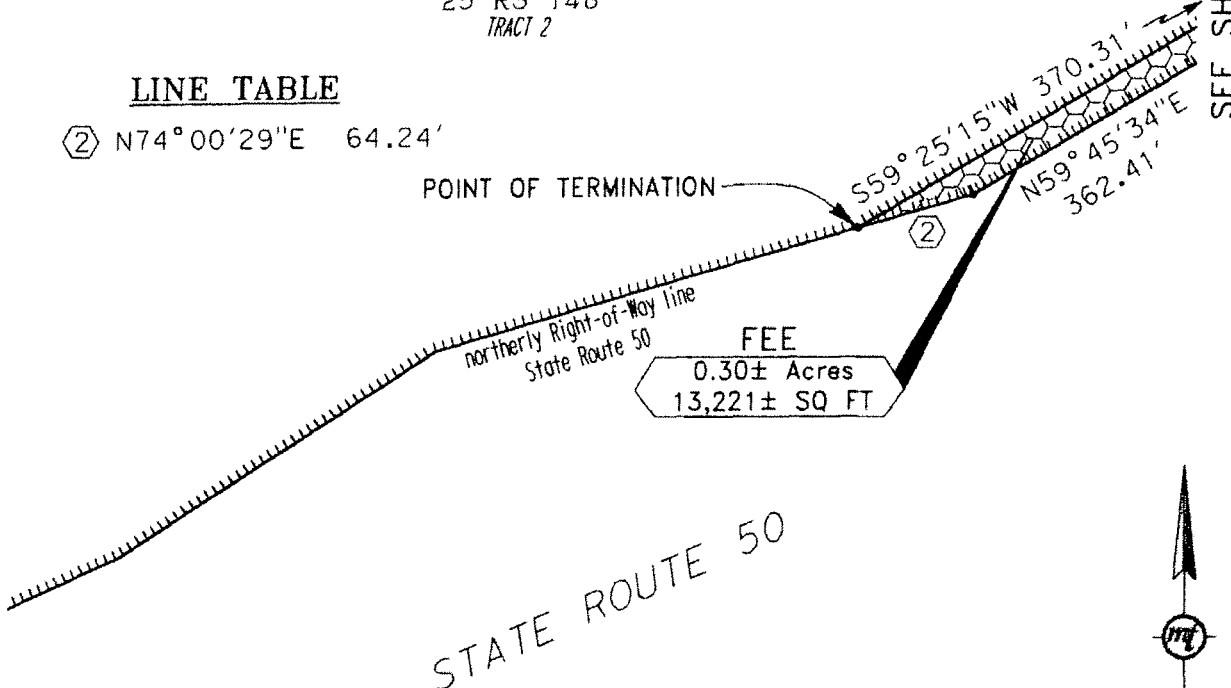 TRACT 2
LINE TABLE
2 N74°00'29"E 64.24'
POINT OF TERMINATION
S59°25'15"W 370.31'
N59°45'34"E
362.41'
2
northerly Right-of-Way line
State Route 50
FEE
0.30± Acres
13,221± SQ FT
STATE ROUTE 50